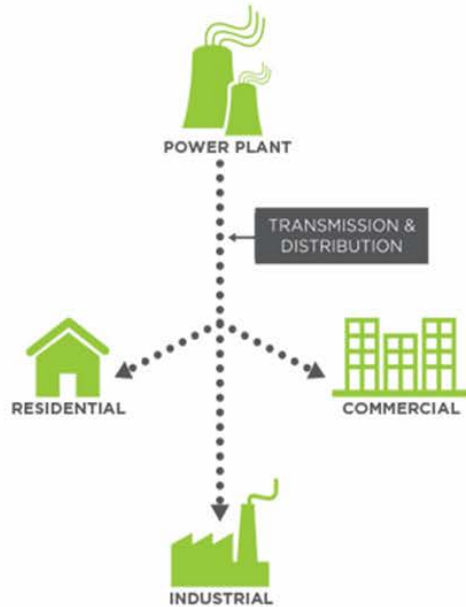 POWER PLANT
TRANSMISSION &
DISTRIBUTION
RESIDENTIAL
COMMERCIAL
INDUSTRIAL